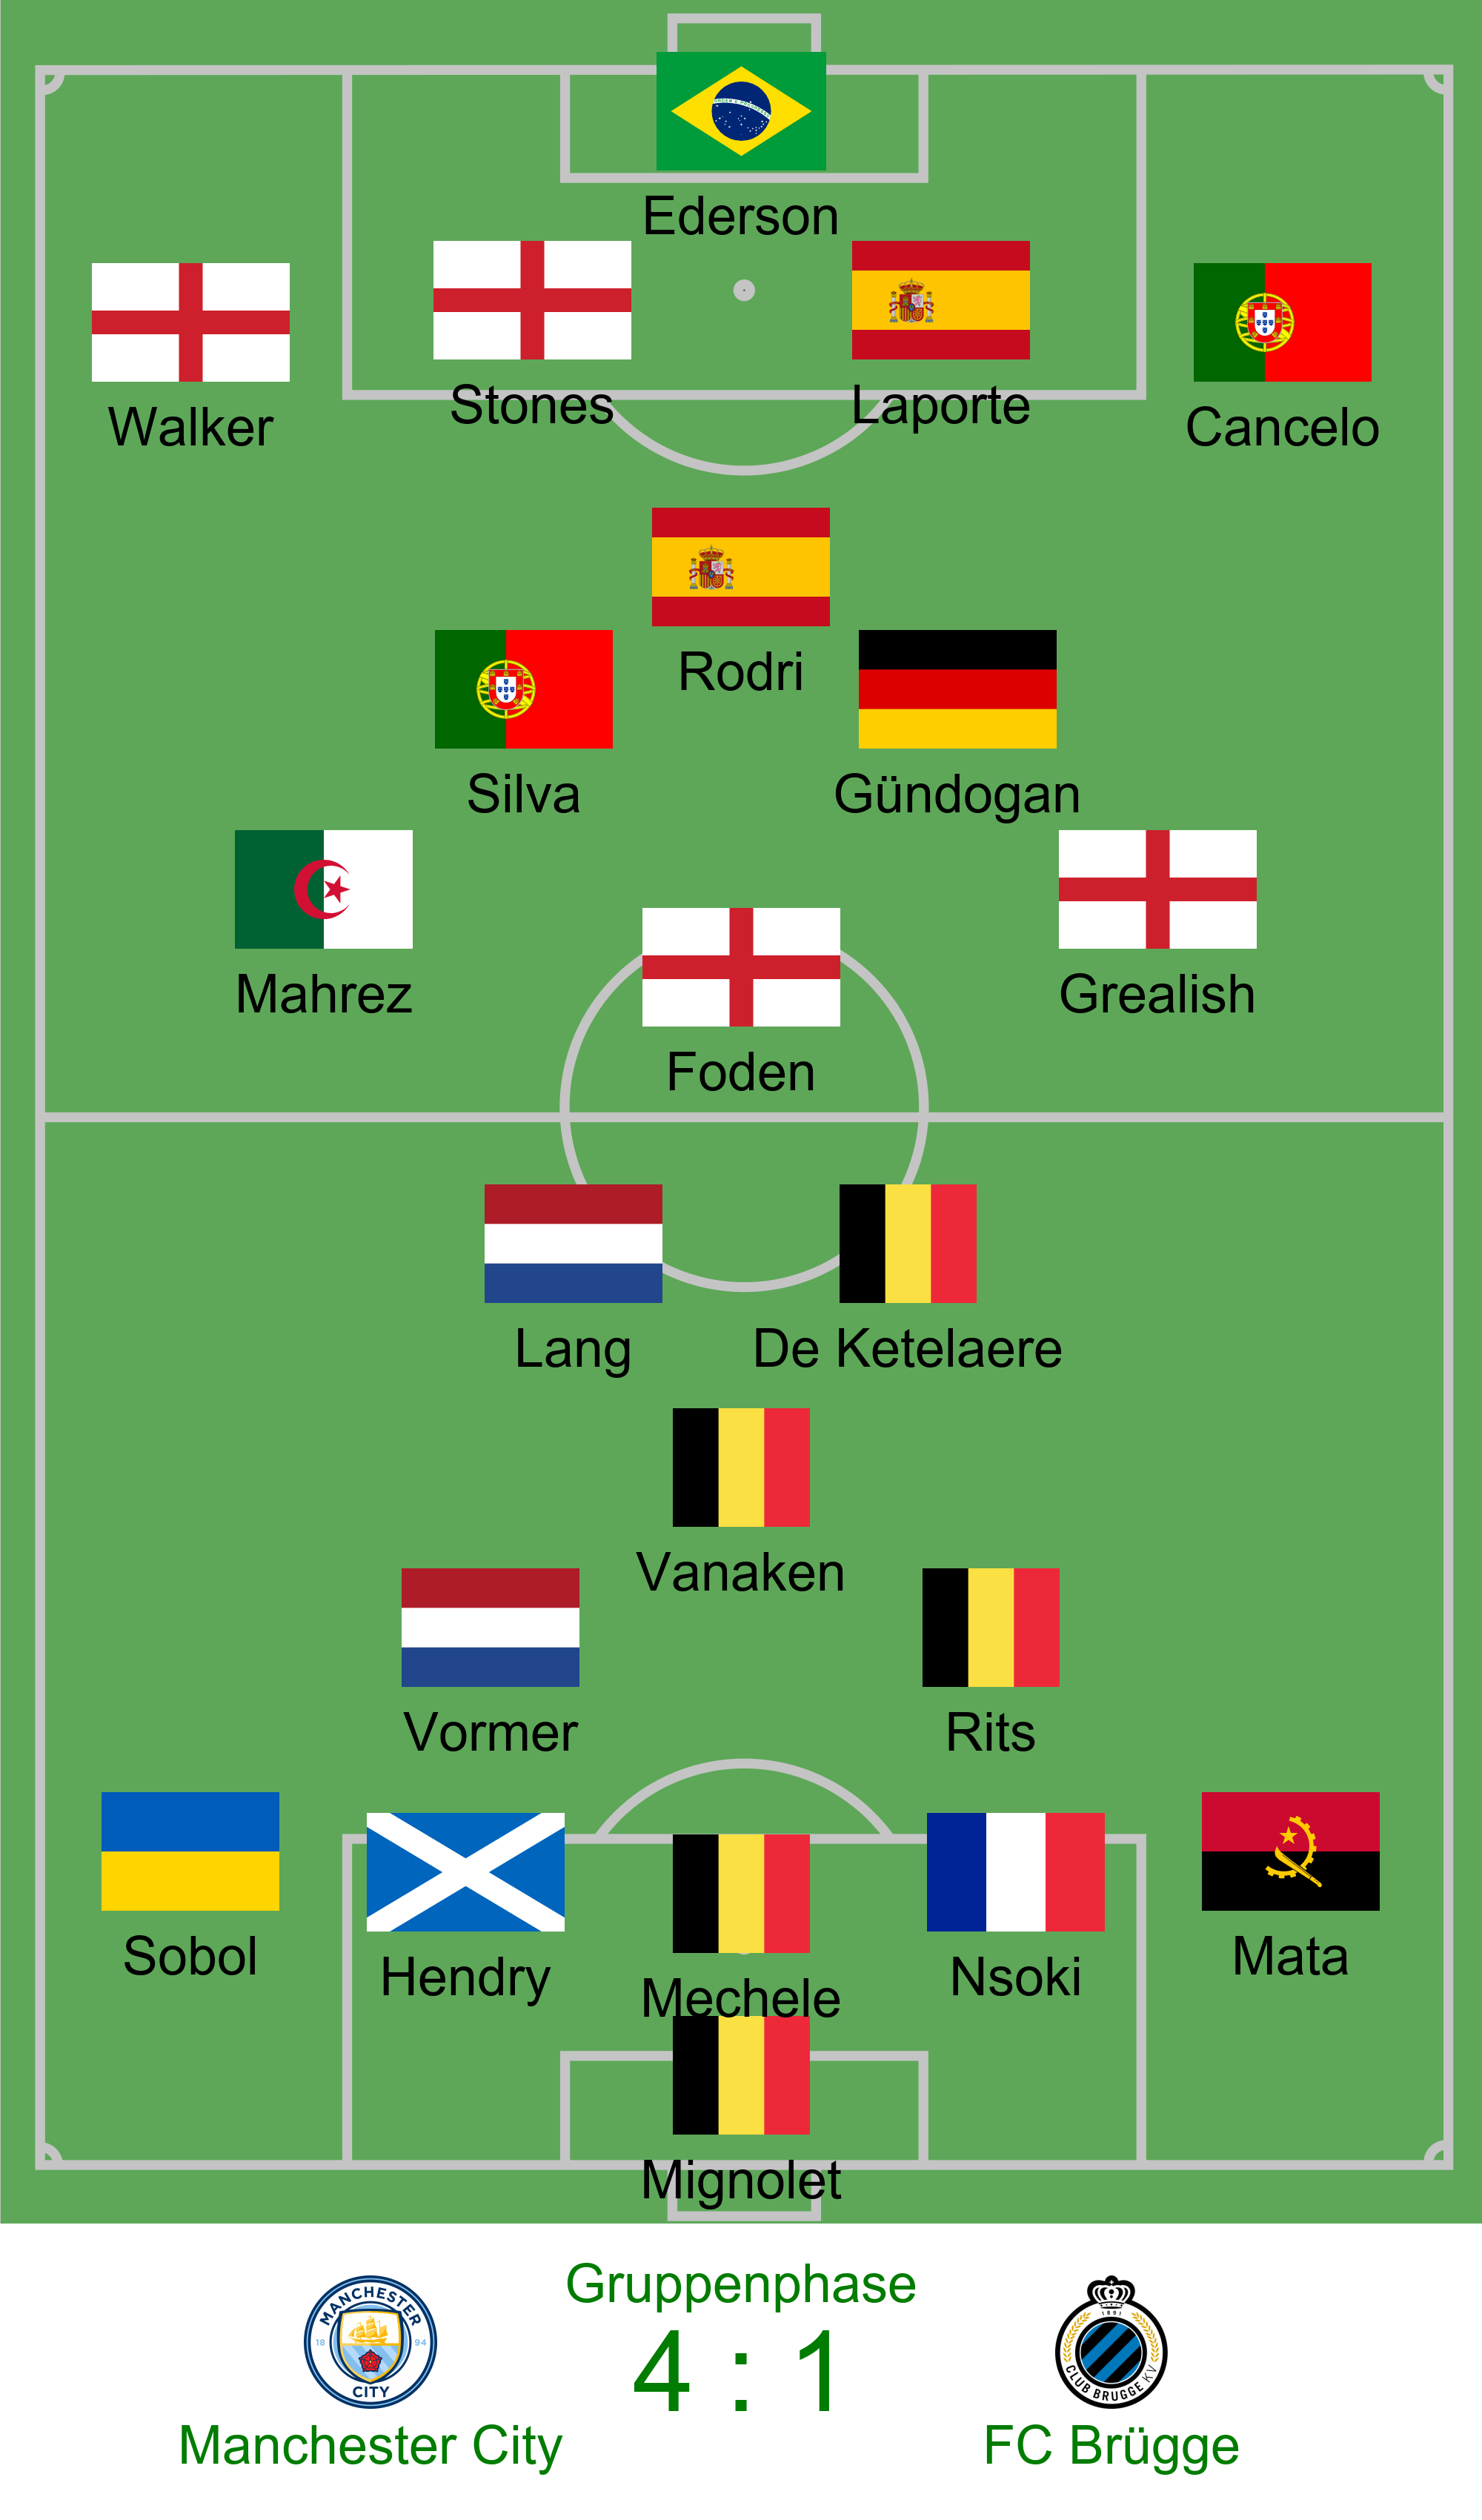 Ederson
Walker
Stones
Laporte
Cancelo
Rodri
Silva
Gündogan
Mahrez
Foden
Grealish
Lang
De Ketelaere
Vanaken
Vormer
Rits
Sobol
Hendry
Mechele
Nsoki
Mata
Mignolet
Gruppenphase
4 : 1
MANCHESTER
18 94
CITY
Manchester City
1891
CLUB BRUGGE KV
FC Brügge